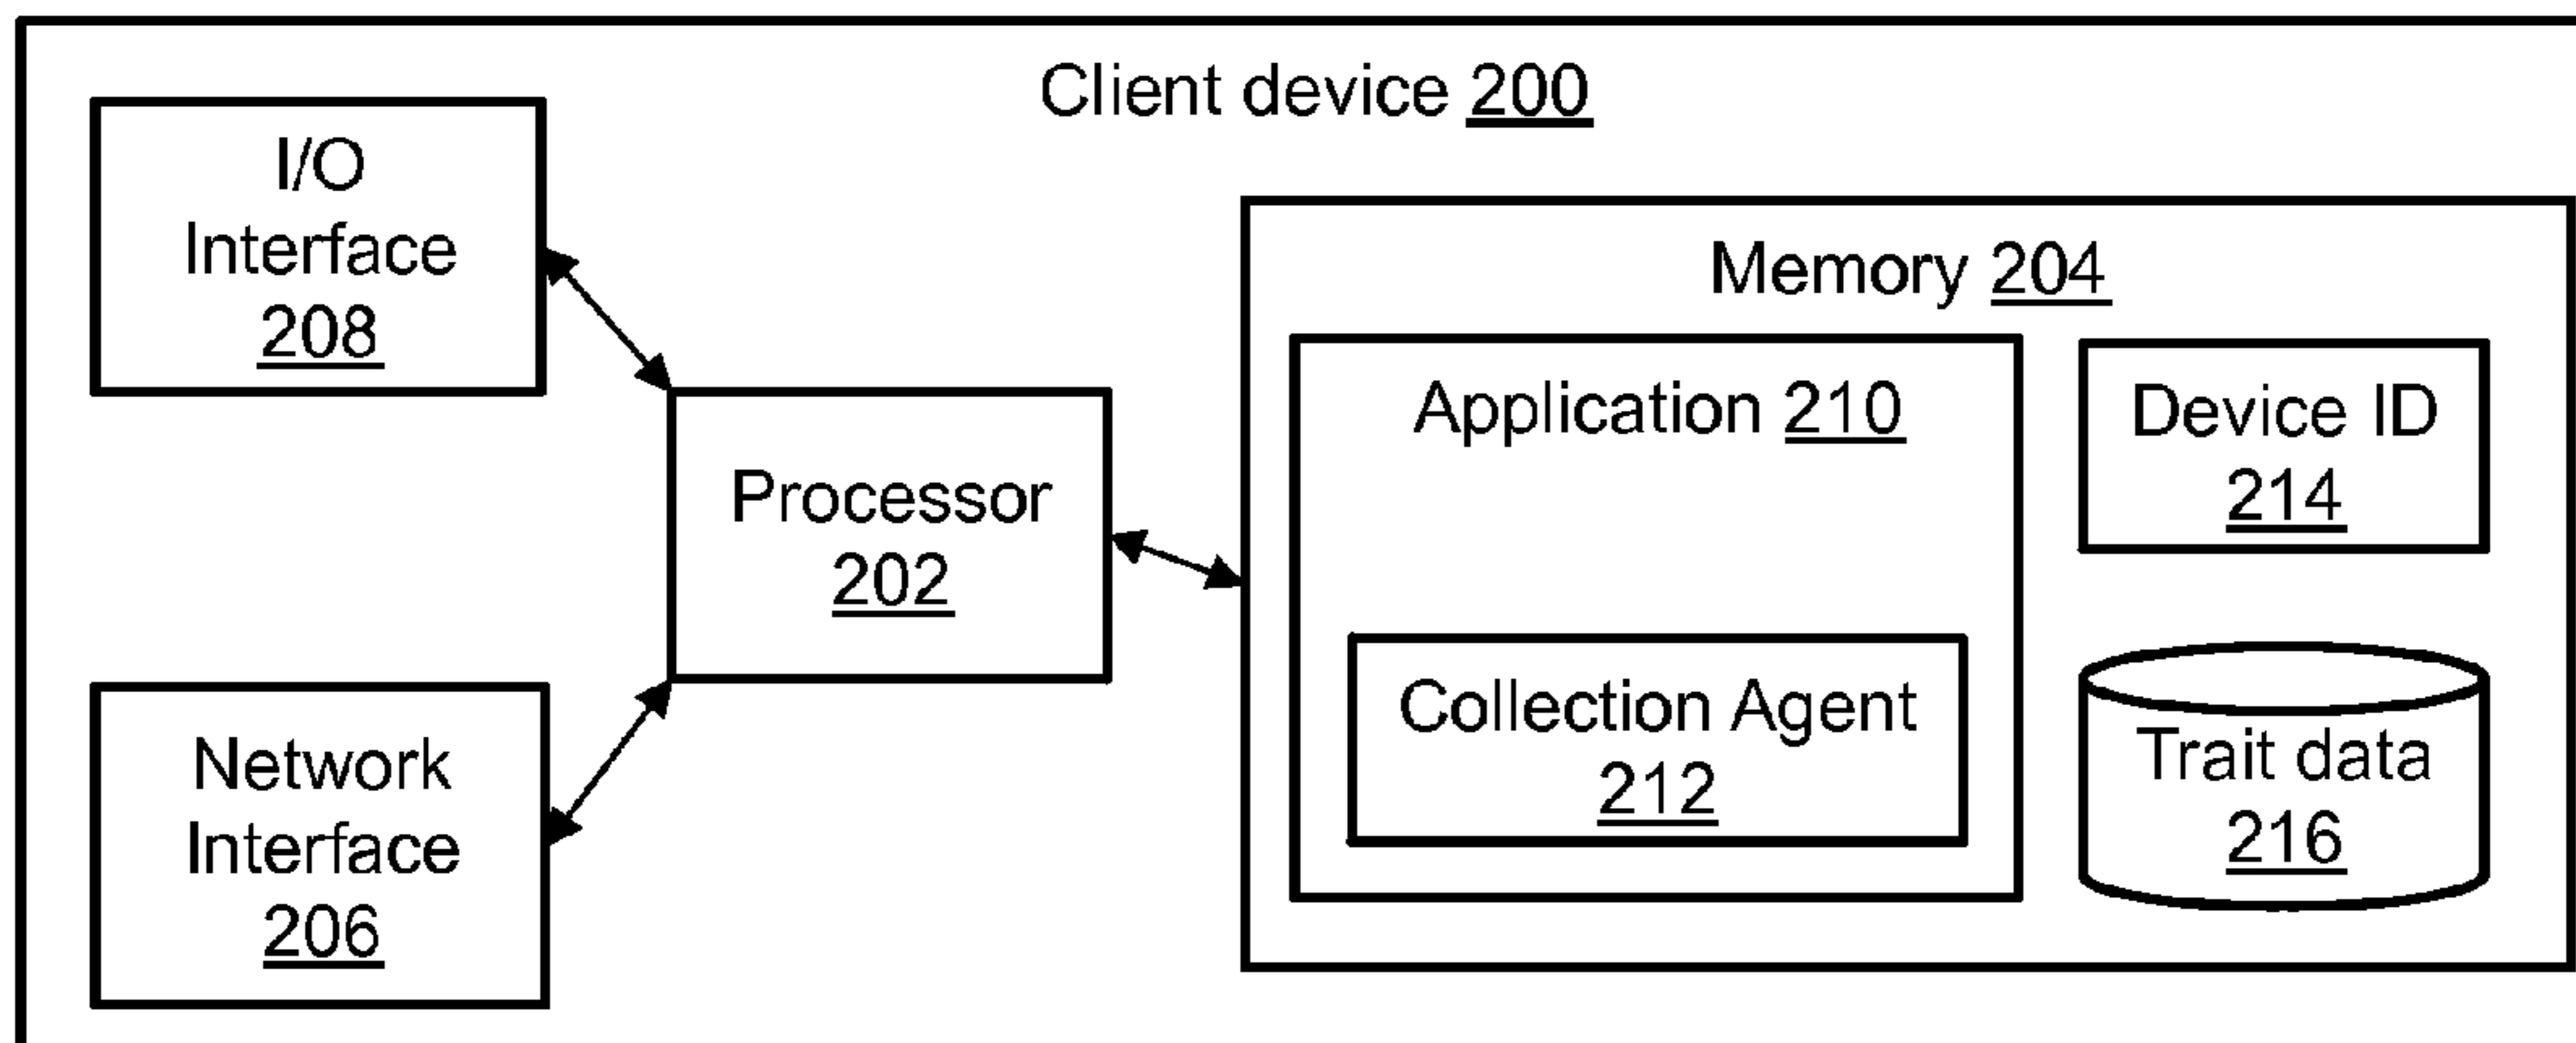 Client device 200
I/O
Interface
208
Memory 204
Application 210
Device ID
214
Processor
202
Collection Agent
212
Trait data
216
Network
Interface
206